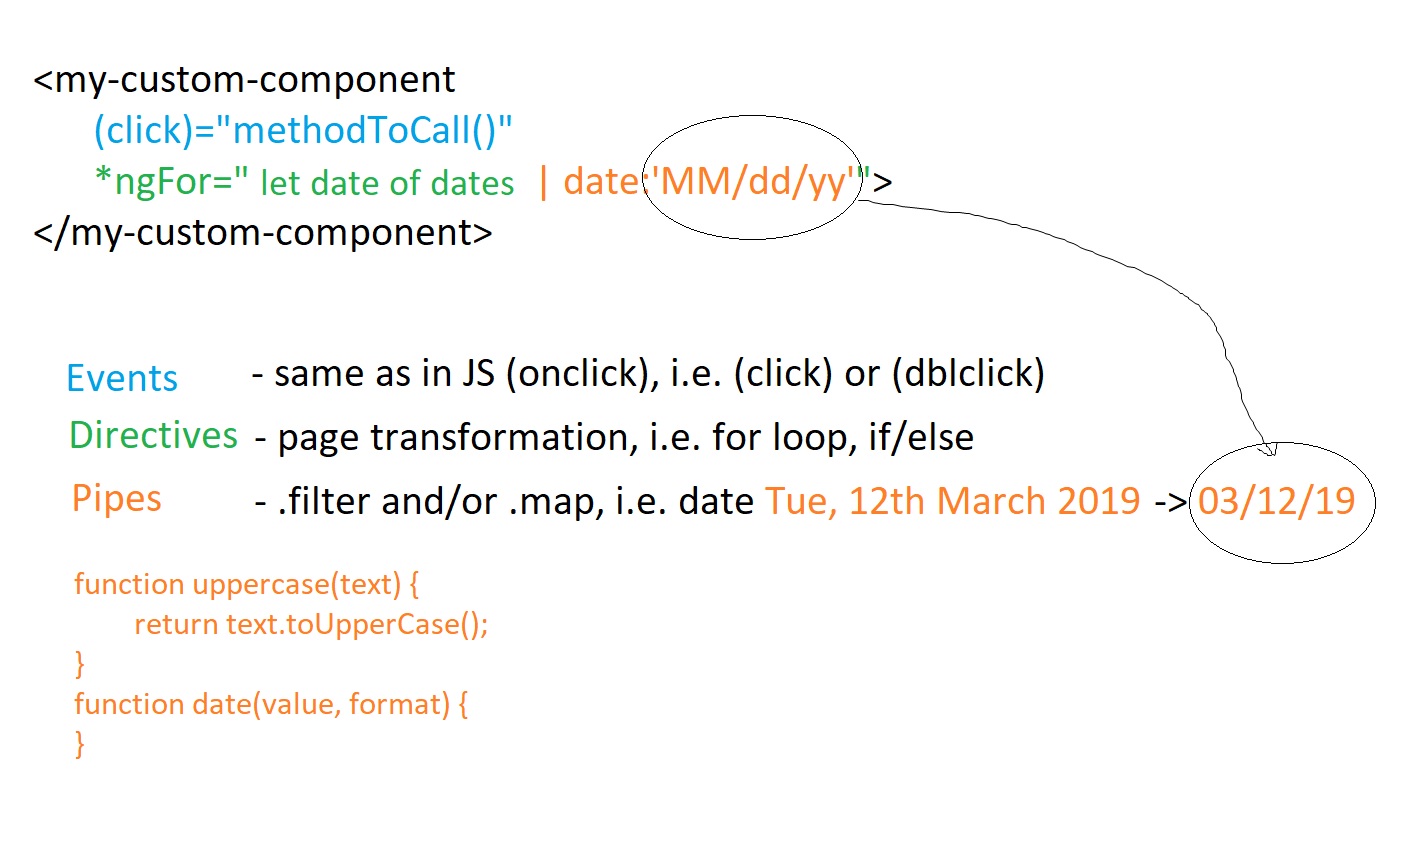 <my-custom-component
(click)="methodToCall()"
*ngFor=" let date of dates | date:'MM/dd/yy'">
</my-custom-component>
Events - same as in JS (onclick), i.e. (click) or (dblclick)
Directives - page transformation, i.e. for loop, if/else
Pipes - .filter and/or .map, i.e. date Tue, 12th March 2019 -> 03/12/19
function uppercase(text) {
return text.toUpperCase();
}
function date(value, format) {
}